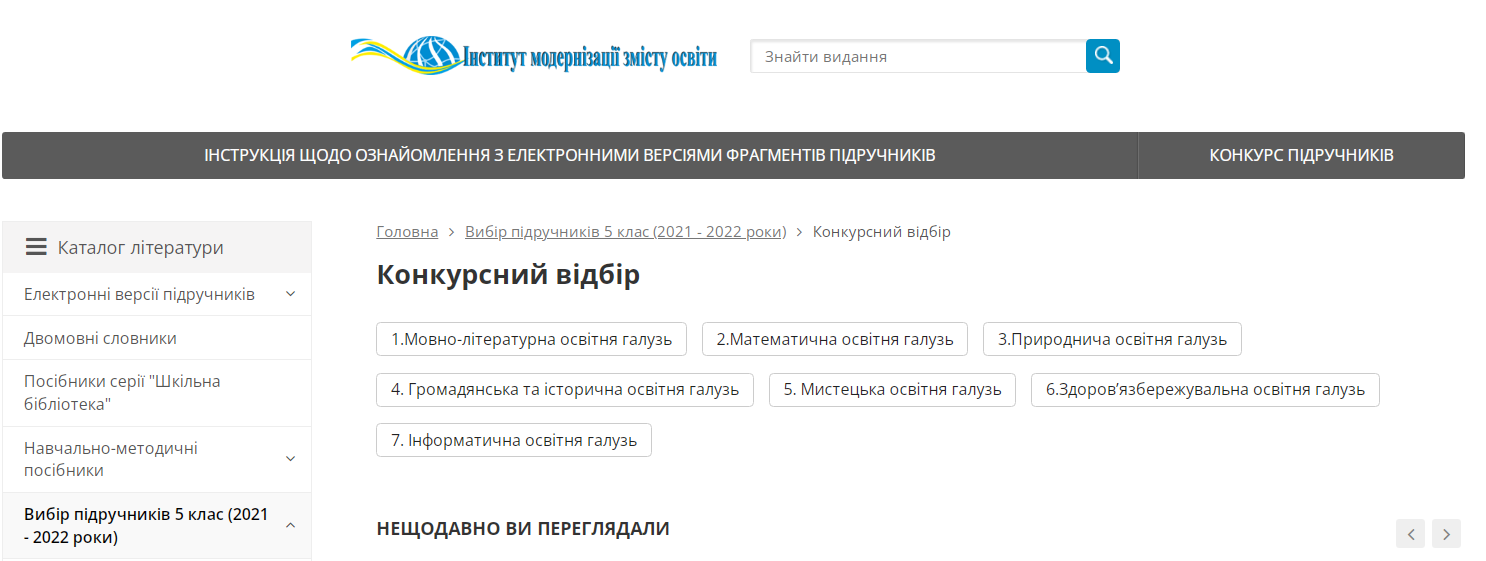 Інститут модернізації змісту освіти
Знайти видання
ІНСТРУКЦІЯ ЩОДО ОЗНАЙОМЛЕННЯ З ЕЛЕКТРОННИМИ ВЕРСІЯМИ ФРАГМЕНТІВ ПІДРУЧНИКІВ
КОНКУРС ПІДРУЧНИКІВ
Каталог літератури
Електронні версії підручників
Двомовні словники
Посібники серії "Шкільна
бібліотека"
Навчально-методичні
посібники
Вибір підручників 5 клас (2021
- 2022 роки)
Головна > Вибір підручників 5 клас (2021 - 2022 роки) > Конкурсний відбір
Конкурсний відбір
1.Мовно-літературна освітня галузь
2.Математична освітня галузь
3.Природнича освітня галузь
4. Громадянська та історична освітня галузь
5. Мистецька освітня галузь
6.Здоров’язбережувальна освітня галузь
7. Інформатична освітня галузь
НЕЩОДАВНО ВИ ПЕРЕГЛЯДАЛИ